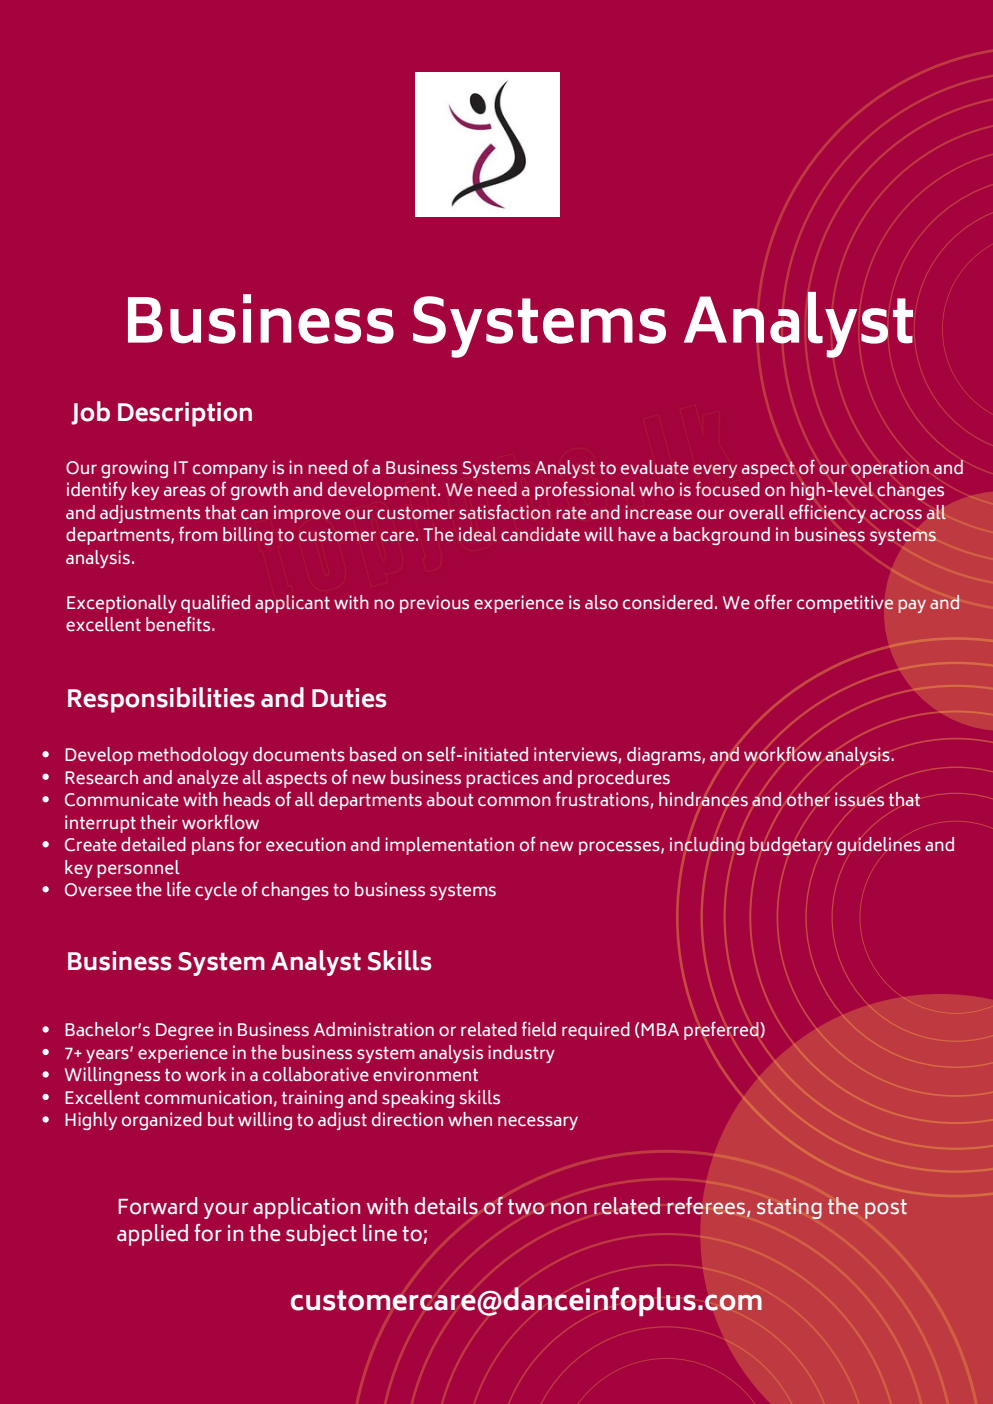 Business Systems Analyst
Job Description
Our growing IT company is in need of a Business Systems Analyst to evaluate every aspect of our operation and
identify key areas of growth and development. We need a professional who is focused on high-level changes
and adjustments that can improve our customer satisfaction rate and increase our overall efficiency across all
departments, from billing to customer care. The ideal candidate will have a background in business systems
analysis.
Exceptionally qualified applicant with no previous experience is also considered. We offer competitive pay and
excellent benefits.
topjobs.lk
Responsibilities and Duties
• Develop methodology documents based on self-initiated interviews, diagrams, and workflow analysis.
• Research and analyze all aspects of new business practices and procedures
• Communicate with heads of all departments about common frustrations, hindrances and other issues that
interrupt their workflow
• Create detailed plans for execution and implementation of new processes, including budgetary guidelines and
key personnel
• Oversee the life cycle of changes to business systems
Business System Analyst Skills
• Bachelor's Degree in Business Administration or related field required (MBA preferred)
• 7+ years' experience in the business system analysis industry
• Willingness to work in a collaborative environment
• Excellent communication, training and speaking skills
• Highly organized but willing to adjust direction when necessary
Forward your application with details of two non related referees, stating the post
applied for in the subject line to;
customercare@danceinfoplus.com